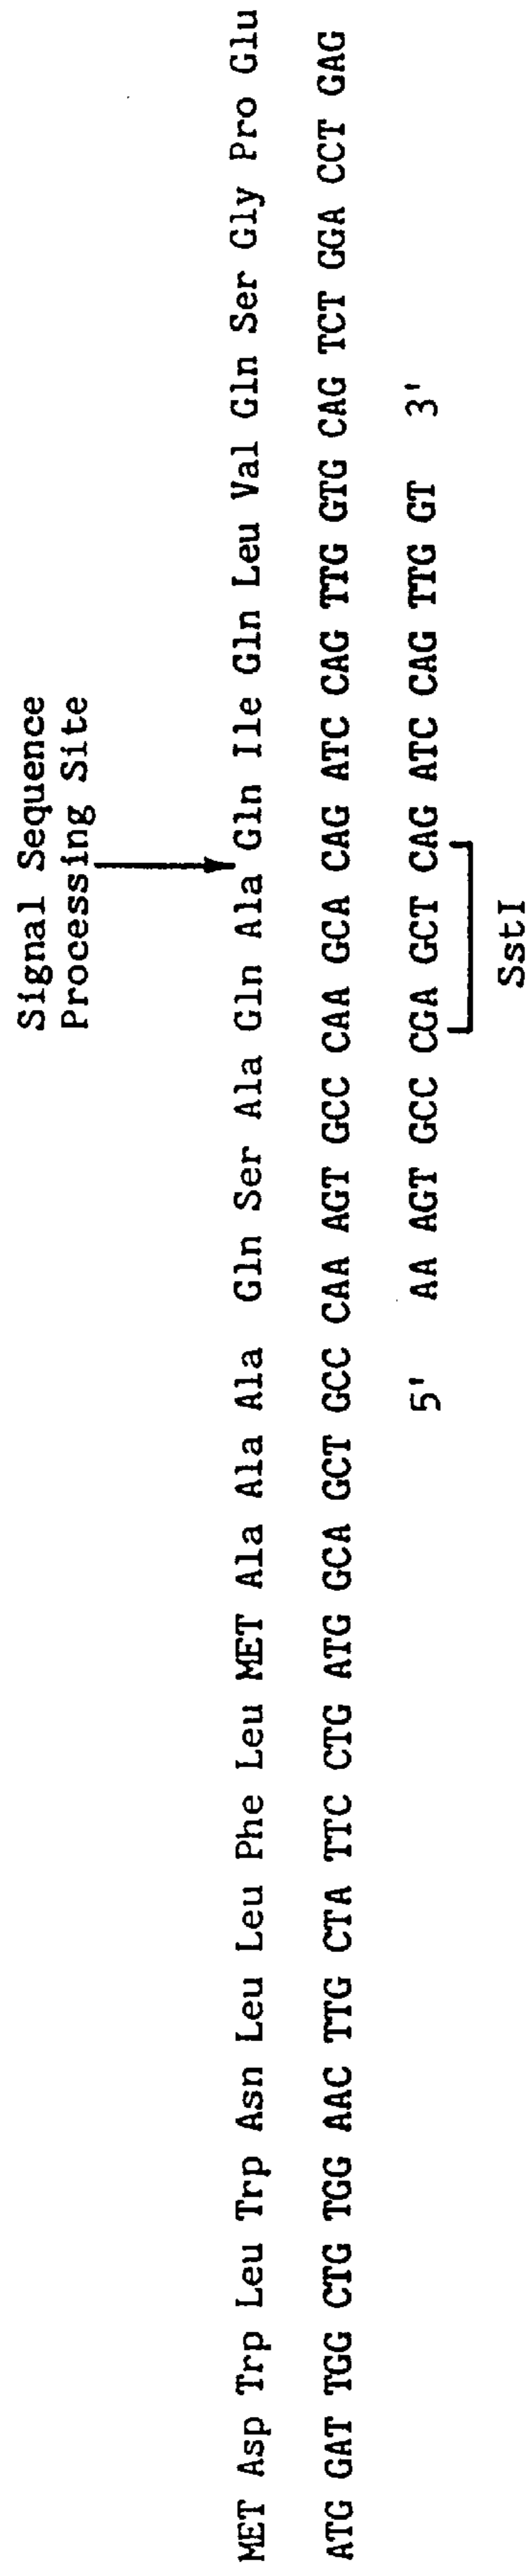 Signal Sequence
Processing Site
MET Asp Trp Leu Trp Asn Leu Leu Phe Leu MET Ala Ala Ala Gln Ser Ala Gln Ala Gln Ile Gln Leu Val Gln Ser Gly Pro Glu
ATG GAT TGG CTG TGG AAC TTG CTA TTC CTG ATG GCA GCT GCC CAA AGT GCC CAA GCA CAG ATC CAG TTG GTG CAG TCT GGA CCT GAG
5' AA AGT GCC CGA GCT CAG ATC CAG TTG GT 3'
SstI